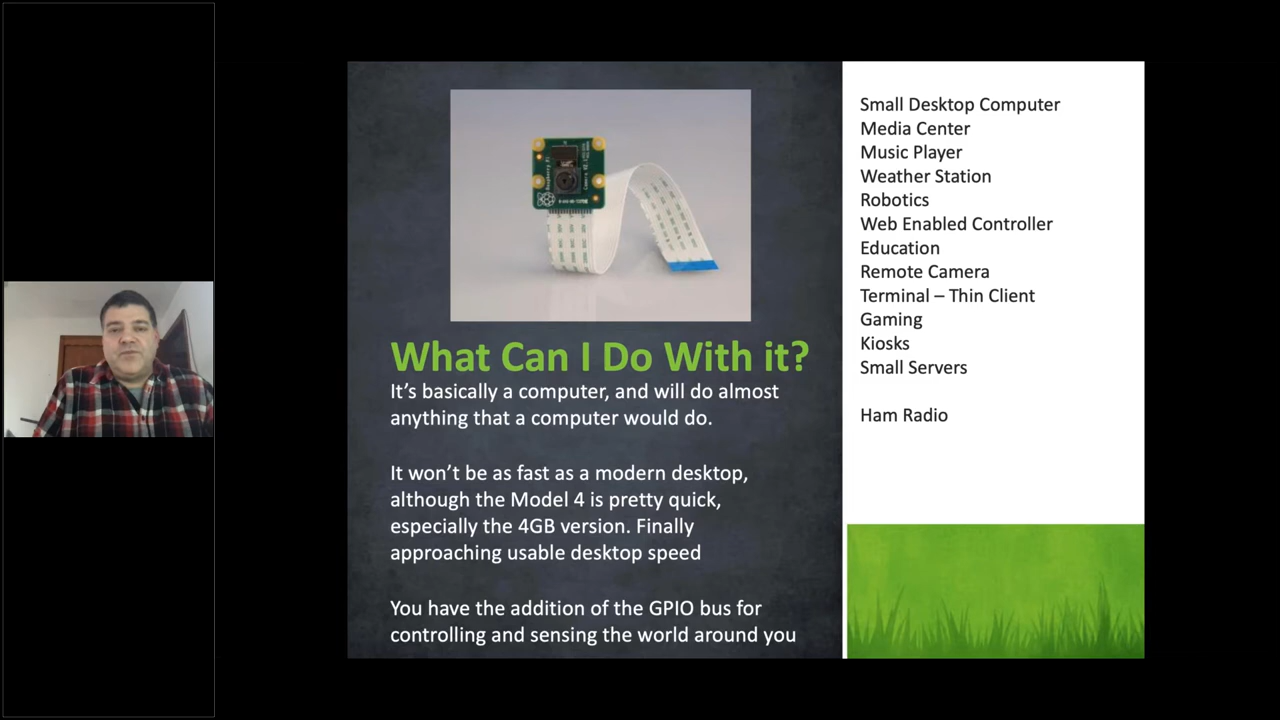 What Can I Do With it?
It’s basically a computer, and will do almost
anything that a computer would do.
It won’t be as fast as a modern desktop,
although the Model 4 is pretty quick,
especially the 4GB version. Finally
approaching usable desktop speed
You have the addition of the GPIO bus for
controlling and sensing the world around you
Small Desktop Computer
Media Center
Music Player
Weather Station
Robotics
Web Enabled Controller
Education
Remote Camera
Terminal – Thin Client
Gaming
Kiosks
Small Servers
Ham Radio